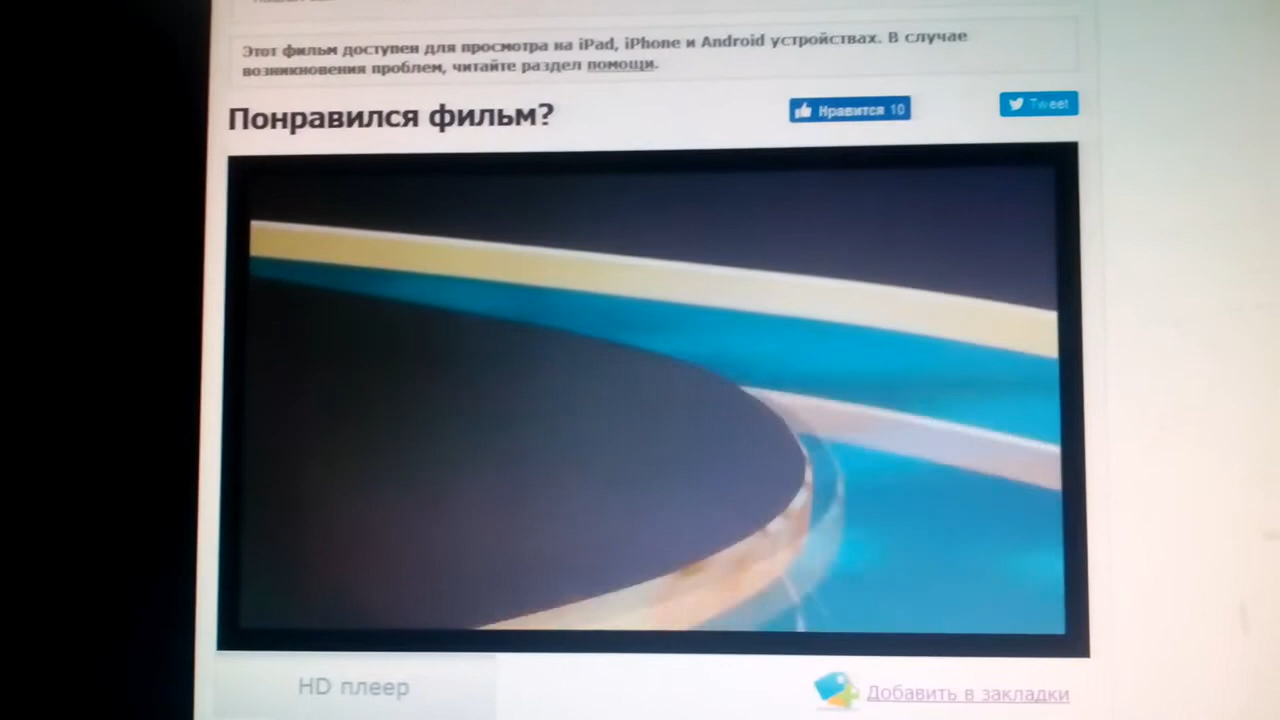 Этот фильм доступен для просмотра на iPad, iPhone и Android устройствах. В случае
возникновения проблем, читайте раздел помощи.
Понравился фильм?
Нравится 10
Tweet
HD плеер
Добавить в закладки